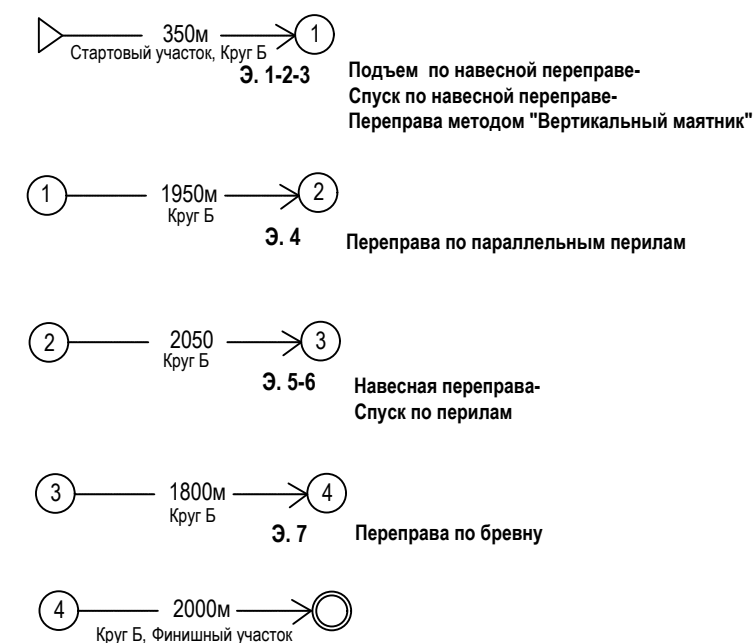 350м 1
Стартовый участок, Круг Б
Э. 1-2-3
Подъем по навесной переправе-
Спуск по навесной переправе-
Переправа методом "Вертикальный маятник"
1 1950м 2
Круг Б
Э. 4
Переправа по параллельным перилам
2 2050 3
Круг Б
Э. 5-6
Навесная переправа-
Спуск по перилам
3 1800м 4
Круг Б
Э. 7
Переправа по бревну
4 2000м
Круг Б, Финишный участок